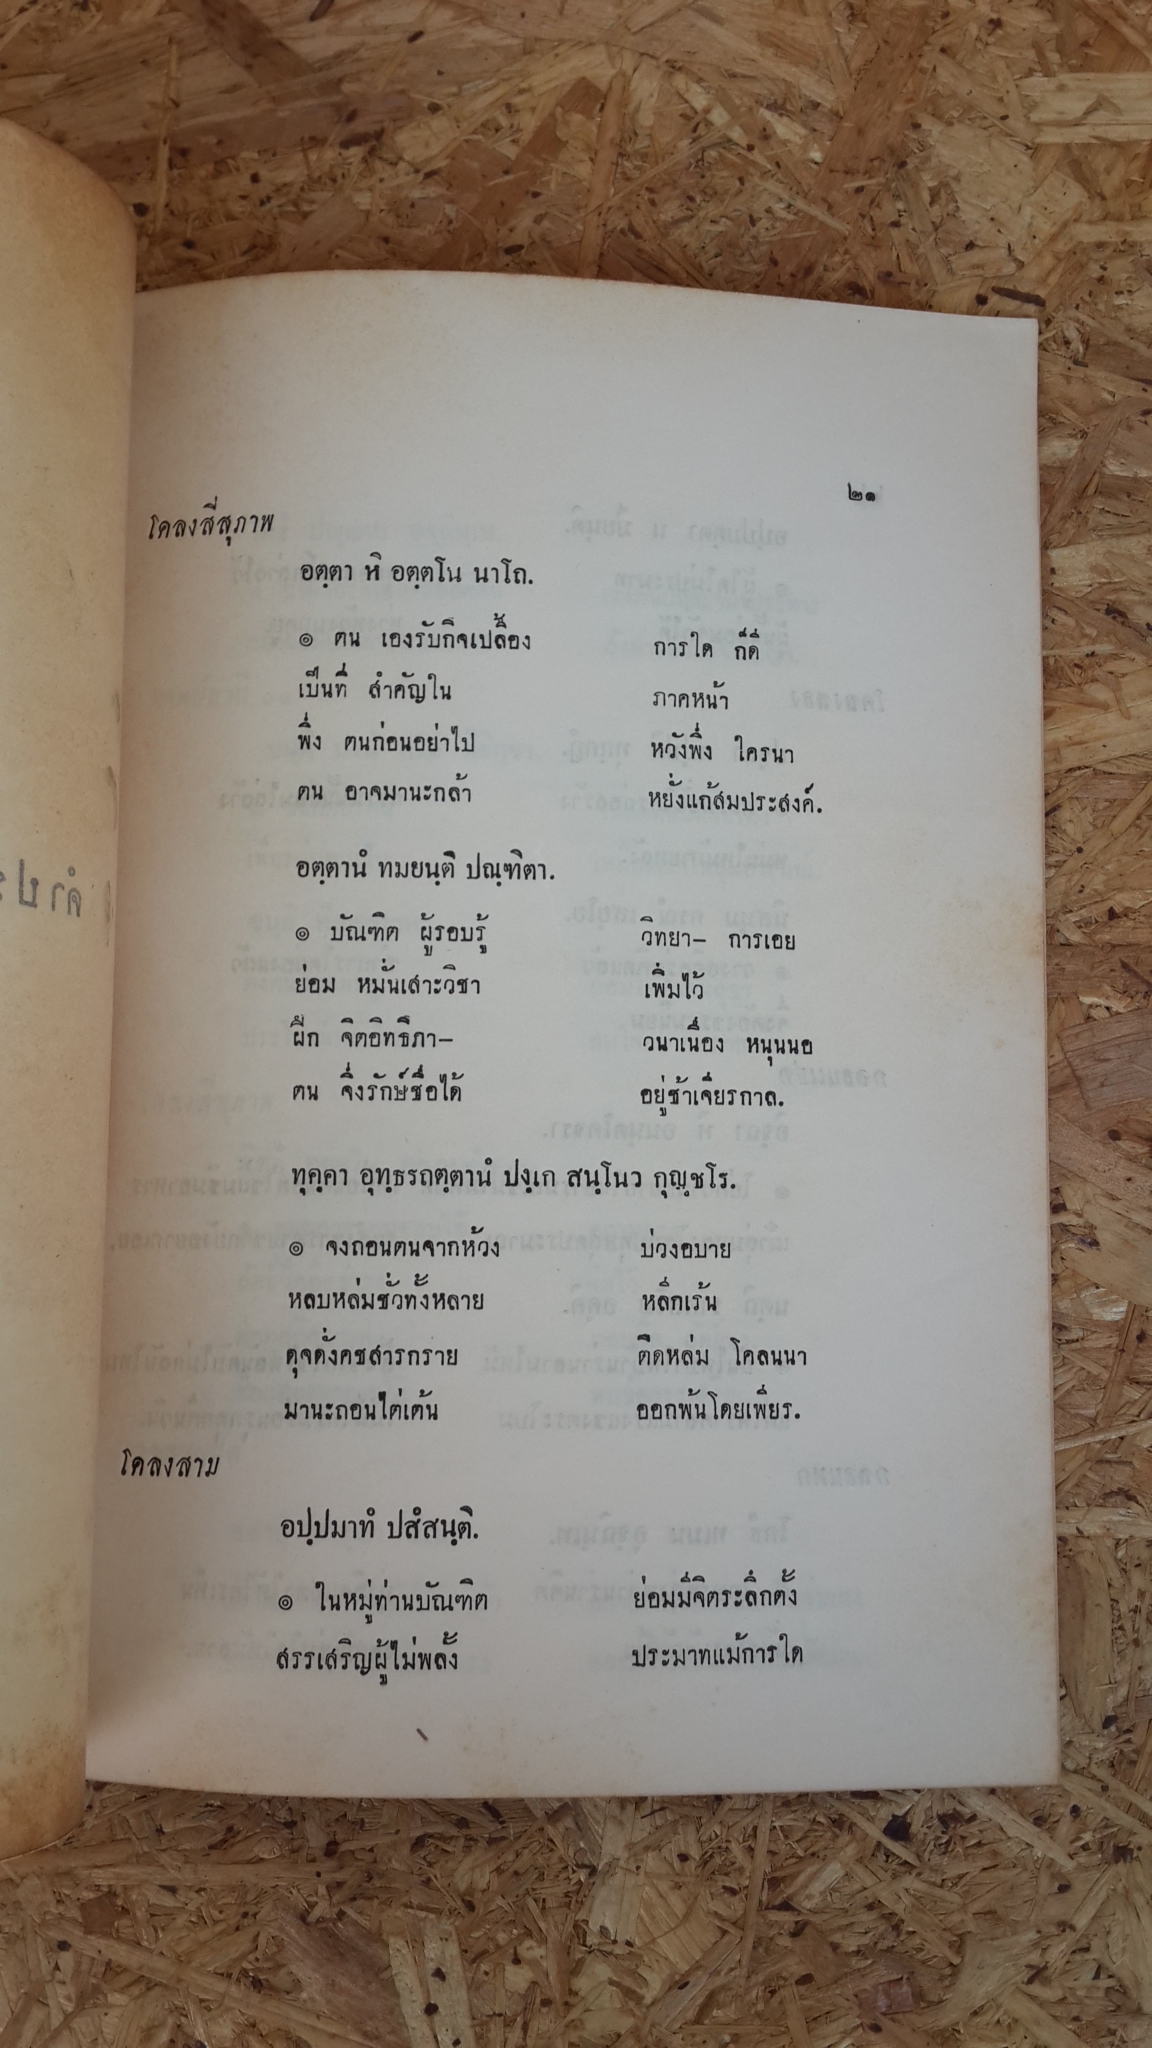 ๒๑
โคลงสี่สุภาพ
อตฺตา หิ อตฺตโน นาโถ.
๏ ตน เองรับกิจเปลื้อง การใด ก็ดี
เป็นที่ สำคัญใน ภาคหน้า
พึ่ง ตนก่อนอย่าไป หวังพึ่ง ใครนา
ตน อาจมานะกล้า หยั่งแก้สมประสงค์.
อตฺตานํ ทมยนฺติ ปณฺฑิตา.
๏ บัณฑิต ผู้รอบรู้ วิทยา– การเอย
ย่อม หมั่นเสาะวิชา เพิ่มไว้
ฝึก จิตอิทธิภา– วนาเนื่อง หนุนนอ
ตน จึ่งรักษ์ชื่อได้ อยู่ช้าเจียรกาล.
ทุคฺคา อุทฺธรถตฺตานํ ปงฺเก สนฺโนว กุญฺชโร.
๏ จงถอนตนจากห้วง บ่วงอบาย
หลบหล่มชั่วทั้งหลาย หลีกเร้น
ดุจดั่งคชสารกราย ติดหล่ม โคลนนา
มานะถอนไต่เต้น ออกพ้นโดยเพียร.
โคลงสาม
อปฺปมาทํ ปสํสนฺติ.
๏ ในหมู่ท่านบัณฑิต ย่อมมีจิตระลึกตั้ง
สรรเสริญผู้ไม่พลั้ง ประมาทแม้การใด